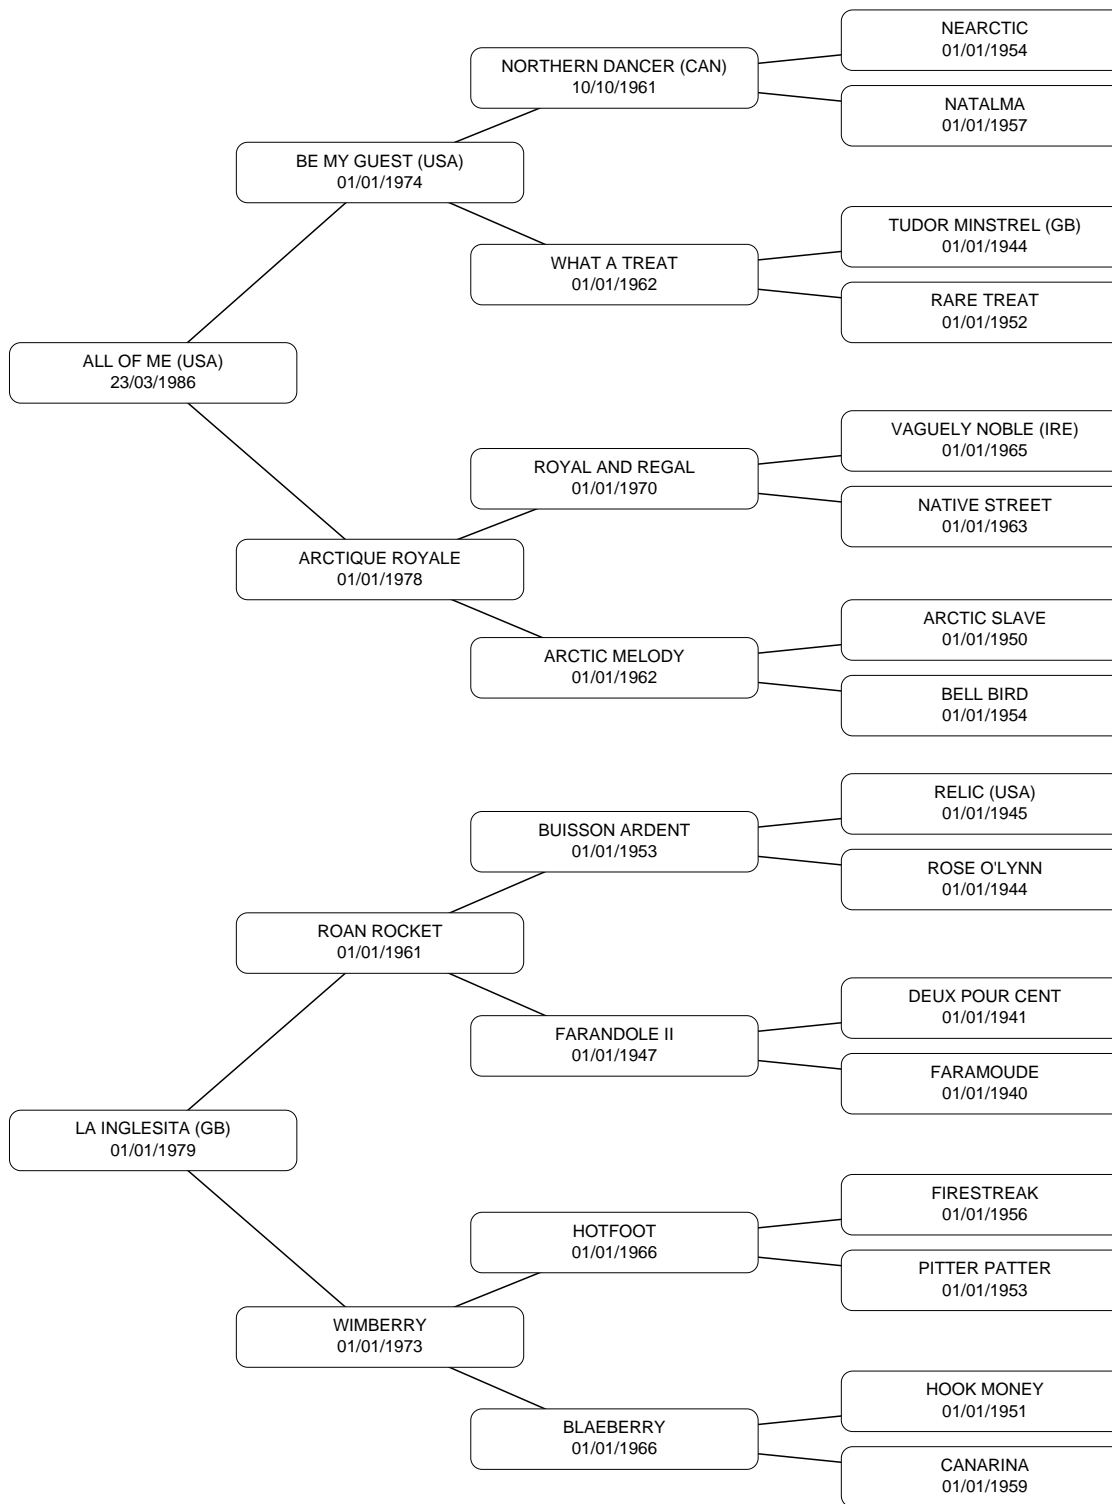 NEARCTIC
01/01/1954
NORTHERN DANCER (CAN)
10/10/1961
NATALMA
01/01/1957
BE MY GUEST (USA)
01/01/1974
TUDOR MINSTREL (GB)
01/01/1944
WHAT A TREAT
01/01/1962
RARE TREAT
01/01/1952
ALL OF ME (USA)
23/03/1986
VAGUELY NOBLE (IRE)
01/01/1965
ROYAL AND REGAL
01/01/1970
NATIVE STREET
01/01/1963
ARCTIQUE ROYALE
01/01/1978
ARCTIC SLAVE
01/01/1950
ARCTIC MELODY
01/01/1962
BELL BIRD
01/01/1954
RELIC (USA)
01/01/1945
BUISSON ARDENT
01/01/1953
ROSE O'LYNN
01/01/1944
ROAN ROCKET
01/01/1961
DEUX POUR CENT
01/01/1941
FARANDOLE II
01/01/1947
FARAMOUDE
01/01/1940
LA INGLESITA (GB)
01/01/1979
FIRESTREAK
01/01/1956
HOTFOOT
01/01/1966
PITTER PATTER
01/01/1953
WIMBERRY
01/01/1973
HOOK MONEY
01/01/1951
BLAEBERRY
01/01/1966
CANARINA
01/01/1959